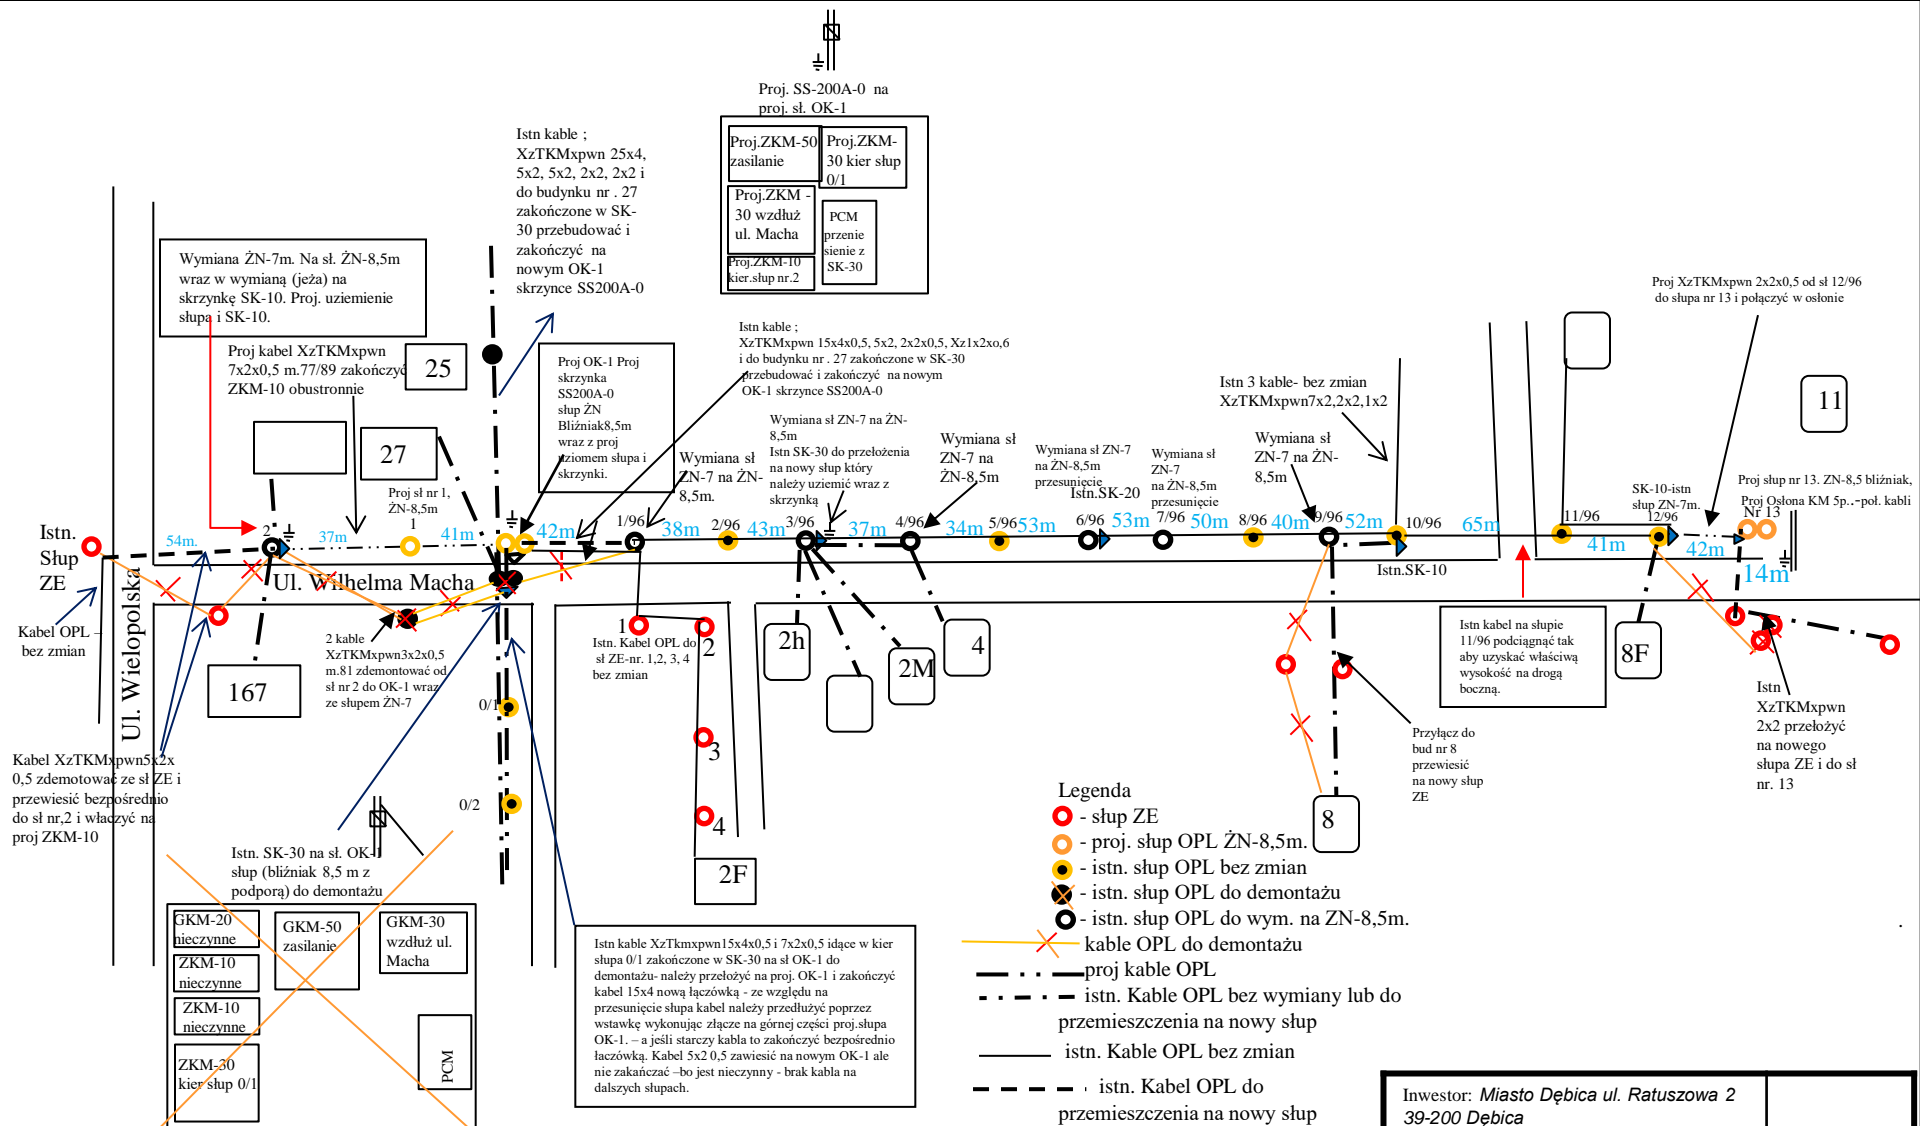 Proj. SS-200A-0 na
proj. sł. OK-1
Proj.ZKM-50
zasilanie
Proj.ZKM-
30 kier słup
0/1
Proj.ZKM -
30 wzdłuż
ul. Macha
PCM
przenie
sienie z
SK-30
Proj.ZKM-10
kier.słup nr.2
Istn kable ;
XzTKMxpwn 25x4,
5x2, 5x2, 2x2, 2x2 i
do budynku nr . 27
zakończone w SK-
30 przebudować i
zakończyć na
nowym OK-1
skrzynce SS200A-0
Wymiana ŻN-7m. Na sł. ŻN-8,5m
wraz w wymianą (jeża) na
skrzynkę SK-10. Proj. uziemienie
słupa i SK-10.
Proj kabel XzTKMxpwn
7x2x0,5 m.77/89 zakończyć
ZKM-10 obustronnie
25
27
Proj sł nr 1,
ŻN-8,5m
1
Proj OK-1 Proj
skrzynka
SS200A-0
słup ŻN
Bliźniak8,5m
wraz z proj
uziomem słupa i
skrzynki.
Istn kable ;
XzTKMxpwn 15x4x0,5, 5x2, 2x2x0,5, Xz1x2xo,6
i do budynku nr . 27 zakończone w SK-30
przebudować i zakończyć na nowym
OK-1 skrzynce SS200A-0
Wymiana sł
ZN-7 na ŻN-
8,5m.
Wymiana sł ZN-7 na ŻN-
8,5m
Istn SK-30 do przełożenia
na nowy słup który
należy uziemić wraz z
skrzynką
Wymiana sł
ZN-7 na
ŻN-8,5m
Wymiana sł ZN-7
na ŻN-8,5m
przesunięcie
Istn.SK-20
Wymiana sł
ZN-7
na ŻN-8,5m
przesunięcie
Wymiana sł
ZN-7 na ŻN-
8,5m
Istn 3 kable- bez zmian
XzTKMxpwn7x2,2x2,1x2
Proj XzTKMxpwn 2x2x0,5 od sł 12/96
do słupa nr 13 i połączyć w osłonie
11
SK-10-istn
słup ZN-7m.
Proj słup nr 13. ZN-8,5 bliźniak,
Proj Osłona KM 5p..-poł. kabli
Nr 13
Istn.
Słup
ZE
54m.
2
37m
41m
42m
1/96
38m
2/96
43m
3/96
37m
4/96
34m
5/96
53m
6/96
53m
7/96
50m
8/96
40m
9/96
52m
10/96
65m
11/96
41m
12/96
42m
14m
Istn.SK-10
Ul. Wilhelma Macha
Ul. Wielopolska
Kabel OPL –
bez zmian
167
2 kable
XzTKMxpwn3x2x0,5
m.81 zdemontować od
sł nr 2 do OK-1 wraz
ze słupem ŻN-7
Istn. Kabel OPL do
sł ZE-nr. 1,2, 3, 4
bez zmian
1
2
3
4
2F
2h
2M
4
8F
8
0/1
0/2
Istn kabel na słupie
11/96 podciągnąć tak
aby uzyskać właściwą
wysokość na drogą
boczną.
Przyłącz do
bud nr 8
przewiesić
na nowy słup
ZE
Istn
XzTKMxpwn
2x2 przełożyć
na nowego
słupa ZE i do sł
nr. 13
Kabel XzTKMxpwn5x2x
0,5 zdemotować ze sł ZE i
przewiesić bezpośrednio
do sł nr,2 i właczyć na
proj ZKM-10
Istn. SK-30 na sł. OK-1
słup (bliźniak 8,5 m z
podporą) do demontażu
GKM-20
nieczynne
ZKM-10
nieczynne
ZKM-10
nieczynne
ZKM-30
kier słup 0/1
GKM-50
zasilanie
GKM-30
wzdłuż ul.
Macha
PCM
Istn kable XzTkmxpwn15x4x0,5 i 7x2x0,5 idące w kier
słupa 0/1 zakończone w SK-30 na sł OK-1 do
demontażu- należy przełożyć na proj. OK-1 i zakończyć
kabel 15x4 nową łączówką - ze względu na
przesunięcie słupa kabel należy przedłużyć poprzez
wstawkę wykonując złącze na górnej części proj.słupa
OK-1. – a jeśli starczy kabla to zakończyć bezpośrednio
łaczówką. Kabel 5x2 0,5 zawiesić na nowym OK-1 ale
nie zakańczać –bo jest nieczynny - brak kabla na
dalszych słupach.
Legenda
- słup ZE
- proj. słup OPL ŻN-8,5m.
- istn. słup OPL bez zmian
- istn. słup OPL do demontażu
- istn. słup OPL do wym. na ZN-8,5m.
kable OPL do demontażu
proj kable OPL
istn. Kable OPL bez wymiany lub do
przemieszczenia na nowy słup
istn. Kable OPL bez zmian
istn. Kabel OPL do
przemieszczenia na nowy słup
Inwestor: Miasto Dębica ul. Ratuszowa 2
39-200 Dębica